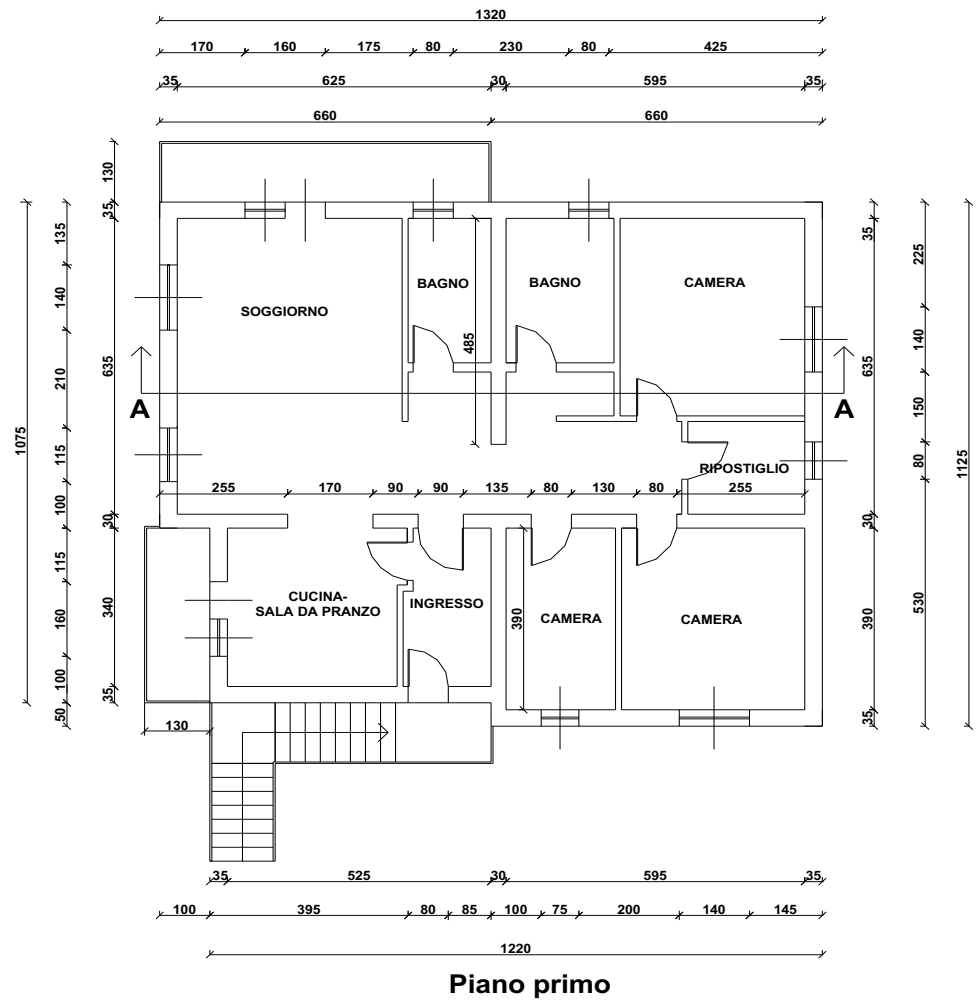 1320
170 160 175 80 230 80 425
35 625 30 595 35
660 660
130
35
635
30
340
35
135
140
210
115
100
115
160
100
50
1075
35
635
30
390
35
225
140
150
80
530
1125
BAGNO BAGNO CAMERA
SOGGIORNO
485
A A
RIPOSTIGLIO
255 170 90 90 135 80 130 80 255
CUCINA-
SALA DA PRANZO
INGRESSO
390
CAMERA CAMERA
130
35 525 30 595 35
100 395 80 85 100 75 200 140 145
1220
Piano primo